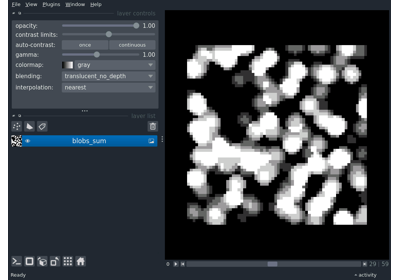 File View Plugins Window Help
layer controls
opacity: 1.00
contrast limits:
auto-contrast: once continuous
gamma: 1.00
colormap: gray
blending: translucent_no_depth
interpolation: nearest
layer list
blobs_sum
29 59
Ready
activity